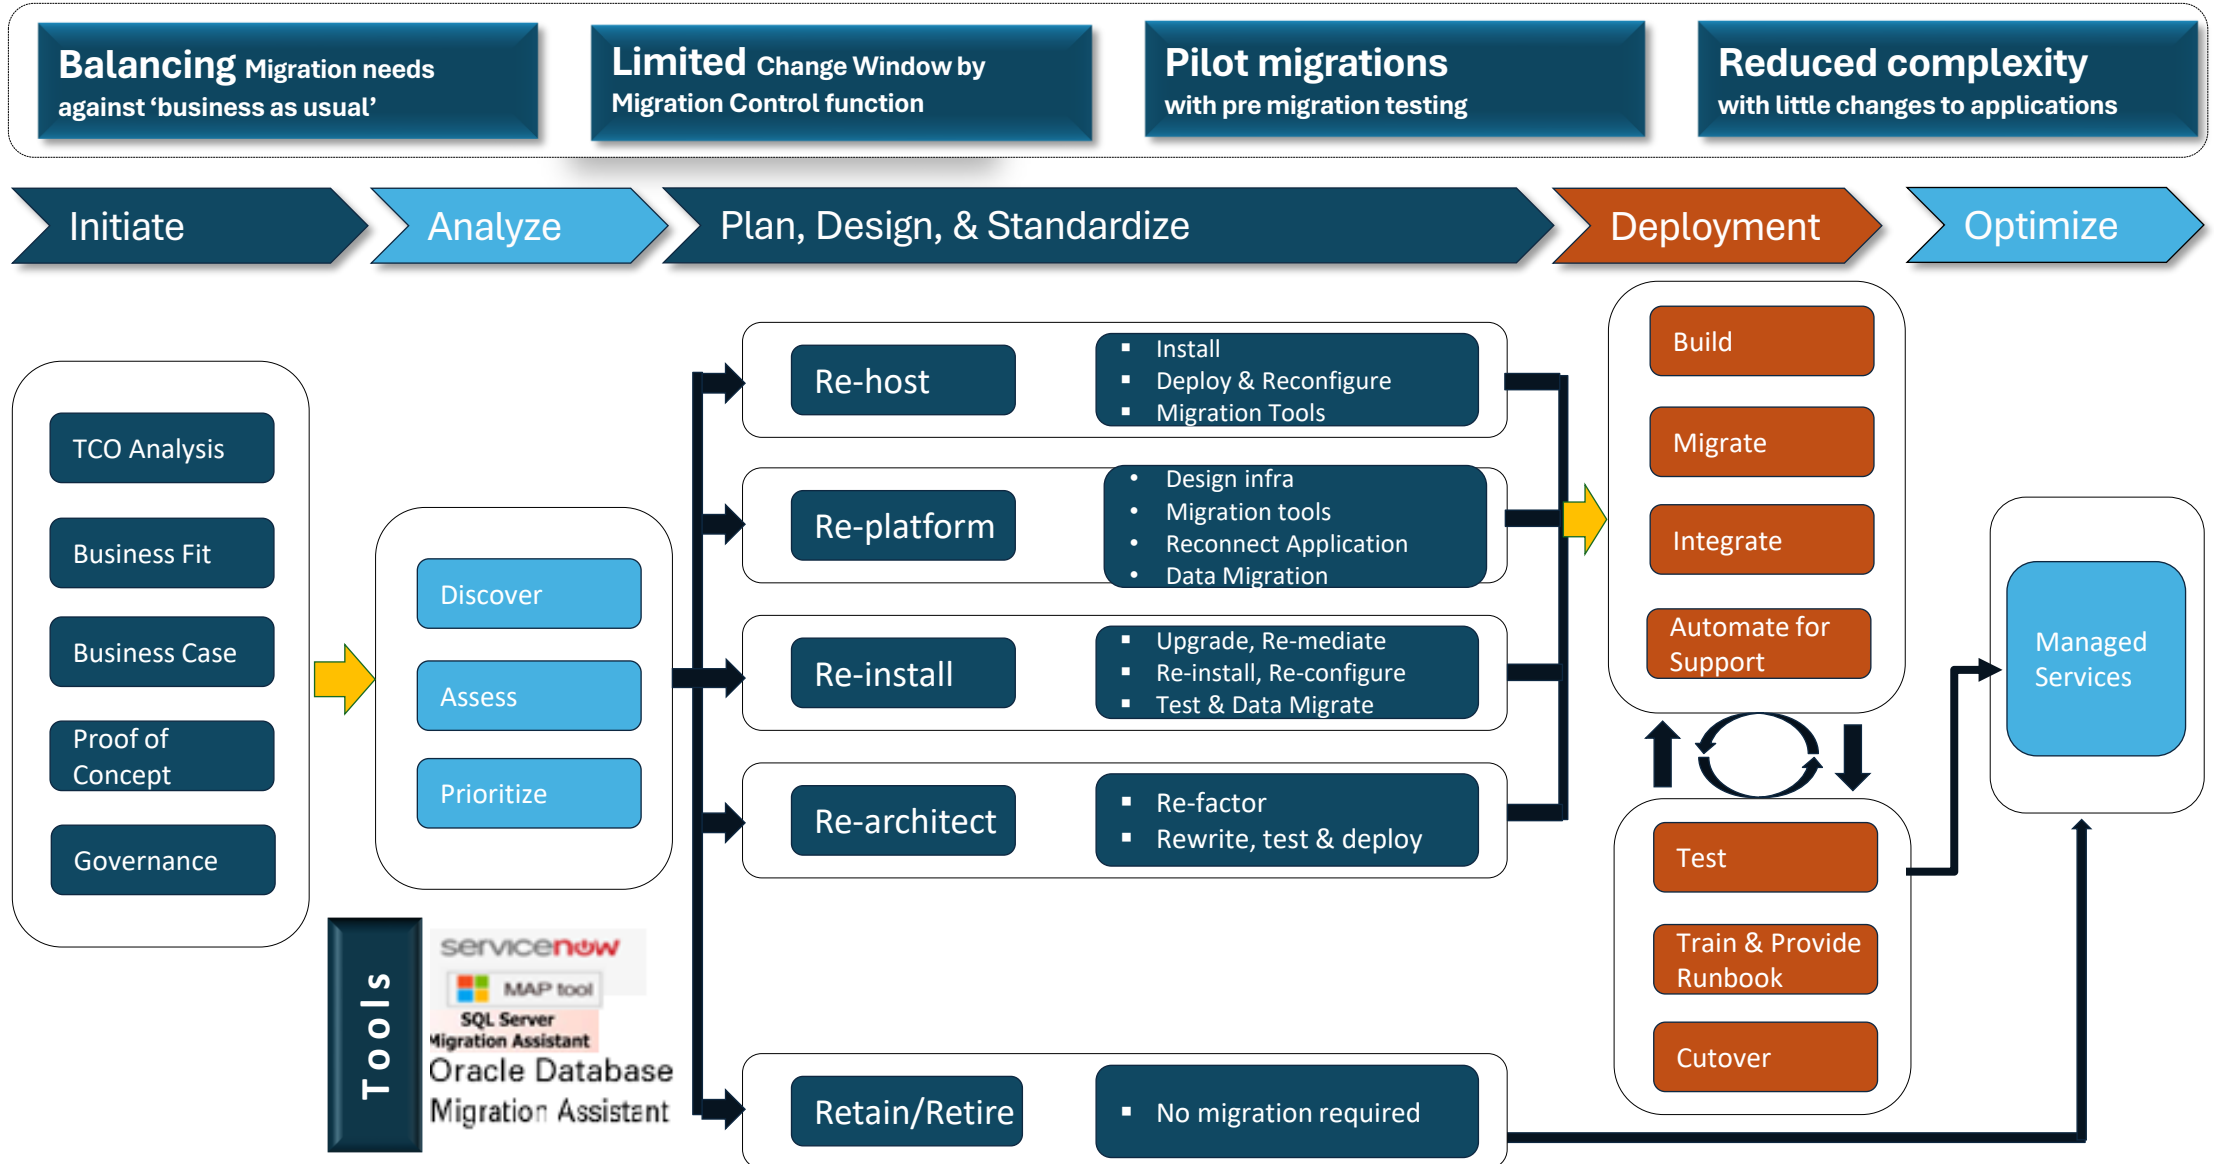 Balancing Migration needs
against ‘business as usual’
Limited Change Window by
Migration Control function
Pilot migrations
with pre migration testing
Reduced complexity
with little changes to applications
Initiate
Analyze
Plan, Design, & Standardize
Deployment
Optimize
TCO Analysis
Business Fit
Business Case
Proof of
Concept
Governance
Discover
Assess
Prioritize
Tools
servicenow
MAP tool
SQL Server
Migration Assistant
Oracle Database
Migration Assistant
Re-host
▪ Install
▪ Deploy & Reconfigure
▪ Migration Tools
Re-platform
• Design infra
• Migration tools
• Reconnect Application
• Data Migration
Re-install
▪ Upgrade, Re-mediate
▪ Re-install, Re-configure
▪ Test & Data Migrate
Re-architect
▪ Re-factor
▪ Rewrite, test & deploy
Retain/Retire
▪ No migration required
Build
Migrate
Integrate
Automate for
Support
Test
Train & Provide
Runbook
Cutover
Managed
Services